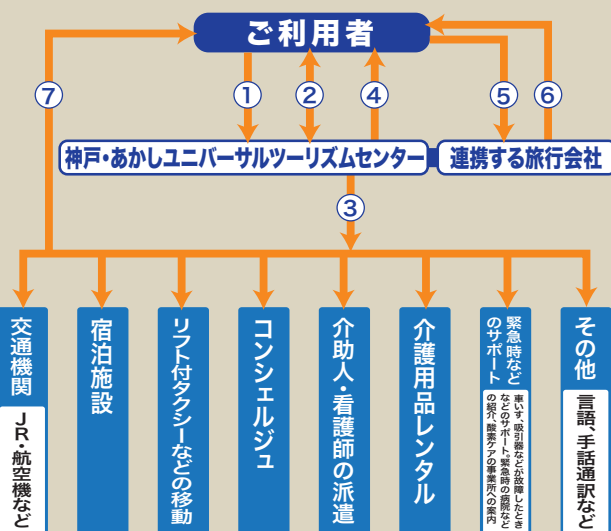 ご利用者
⑦
①
②
④
⑤
⑥
神戸・あかしユニバーサルツーリズムセンター
連携する旅行会社
③
交通機関
JR・航空機など
宿泊施設
リフト付タクシーなどの移動
コンシェルジュ
介助人・看護師の派遣
介護用品レンタル
緊急時など
のサポート
車いす、吸引器などが故障したとき
などのサポート。緊急時の病院など
の紹介、酸素ケアの事業所への案内
その他
言語、手話通訳など